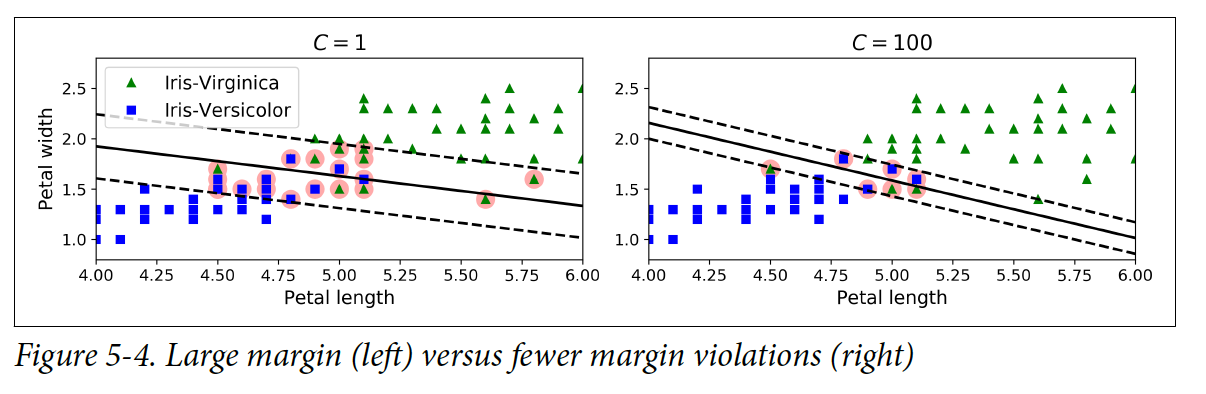 C = 1
C = 100
Iris-Virginica
Iris-Versicolor
Petal width
2.5
2.0
1.5
1.0
4.00 4.25 4.50 4.75 5.00 5.25 5.50 5.75 6.00
Petal length
2.5
2.0
1.5
1.0
4.00 4.25 4.50 4.75 5.00 5.25 5.50 5.75 6.00
Petal length
Figure 5-4. Large margin (left) versus fewer margin violations (right)